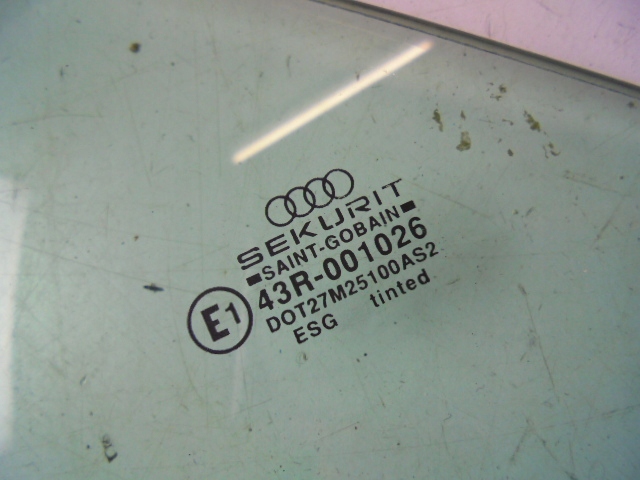 SEKURIT
SAINT-GOBAIN
43R-001026
E1
DOT27M25100AS2
ESG tinted